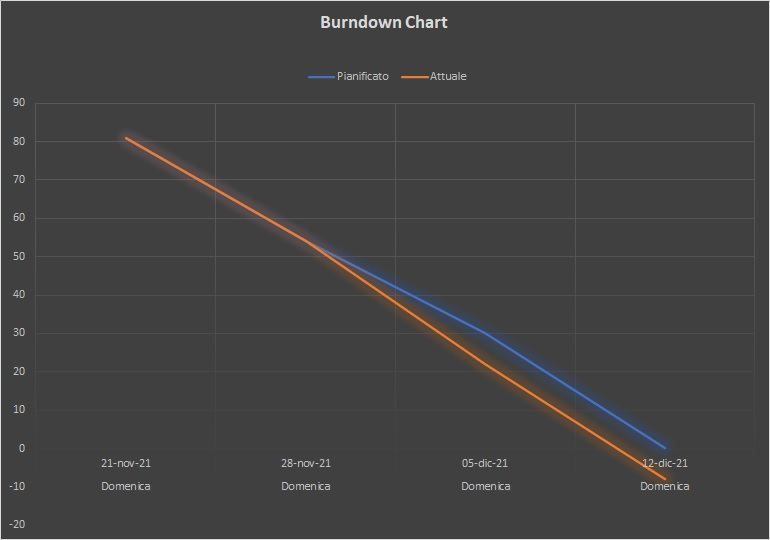 Burndown Chart
Pianificato Attuale
90
80
70
60
50
40
30
20
10
0
21-nov-21 28-nov-21 05-dic-21 12-dic-21
-10 Domenica Domenica Domenica Domenica
-20